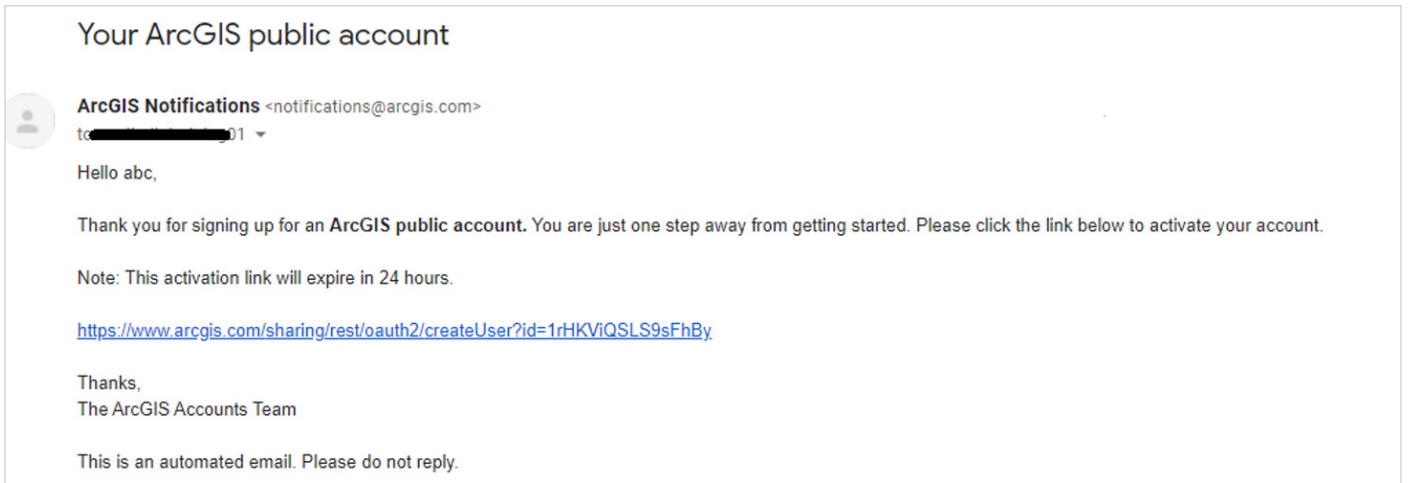 Your ArcGIS public account
ArcGIS Notifications <notifications@arcgis.com>
01
Hello abc,
Thank you for signing up for an ArcGIS public account. You are just one step away from getting started. Please click the link below to activate your account.
Note: This activation link will expire in 24 hours.
https://www.arcgis.com/sharing/rest/oauth2/createUser?id=1rHKViQSLS9sFhBy
Thanks,
The ArcGIS Accounts Team
This is an automated email. Please do not reply.